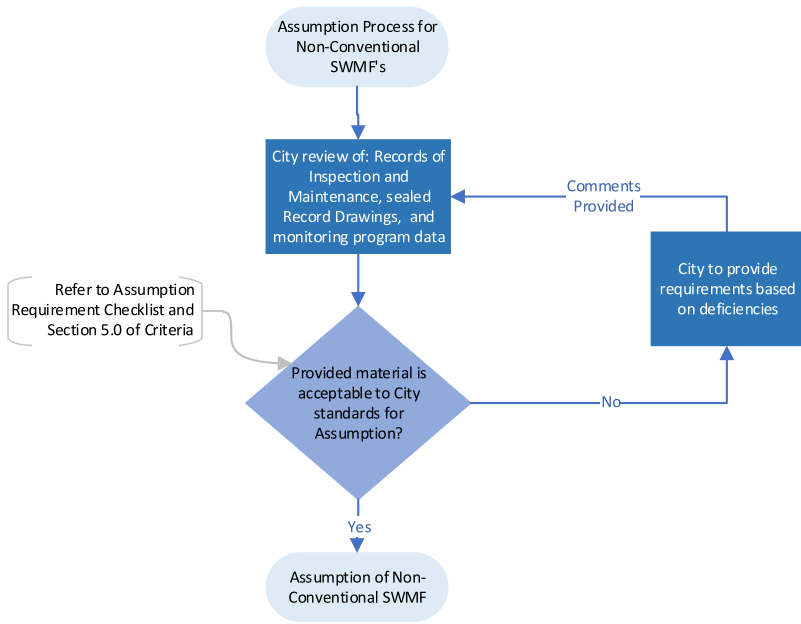 Assumption Process for
Non-Conventional
SWMF's
City review of: Records of
Inspection and
Maintenance, sealed
Record Drawings,  and
monitoring program data
Comments
Provided
City to provide
requirements based
on deficiencies
Refer to Assumption
Requirement Checklist and
Section 5.0 of Criteria
Provided material is
acceptable to City
standards for
Assumption?
No
Yes
Assumption of Non-
Conventional SWMF